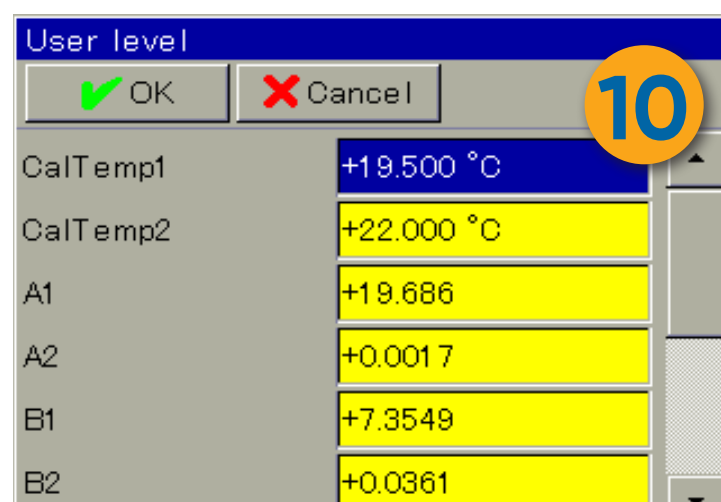 User level
OK Cancel
10
CalTemp1 +19.500 °C
CalTemp2 +22.000 °C
A1 +19.686
A2 +0.0017
B1 +7.3549
B2 +0.0361